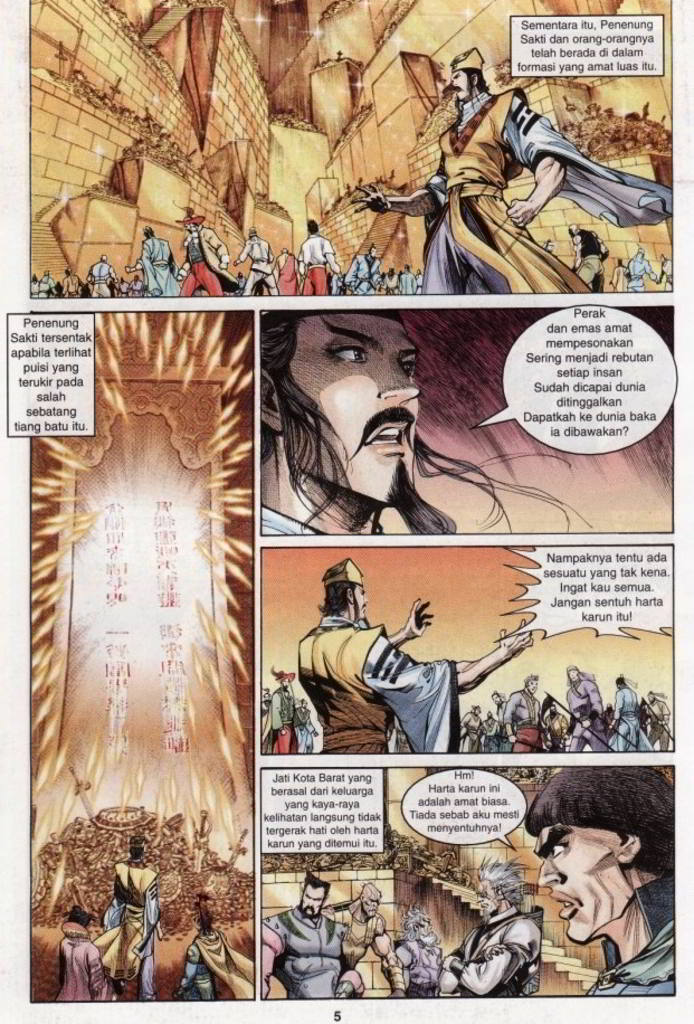 Sementara itu, Penenung
Sakti dan orang-orangnya
telah berada di dalam
formasi yang amat luas itu.
Penenung
Sakti tersentak
apabila terlihat
puisi yang
terukir pada
salah
sebatang
tiang batu itu.
Perak
dan emas amat
mempesonakan
Sering menjadi rebutan
setiap insan
Sudah dicapai dunia
ditinggalkan
Dapatkah ke dunia baka
ia dibawakan?
Nampaknya tentu ada
sesuatu yang tak kena.
Ingat kau semua.
Jangan sentuh harta
karun itu!
Jati Kota Barat yang
berasal dari keluarga
yang kaya-raya
kelihatan langsung tidak
tergerak hati oleh harta
karun yang ditemui itu.
Hm!
Harta karun ini
adalah amat biasa.
Tiada sebab aku mesti
menyentuhnya!
5